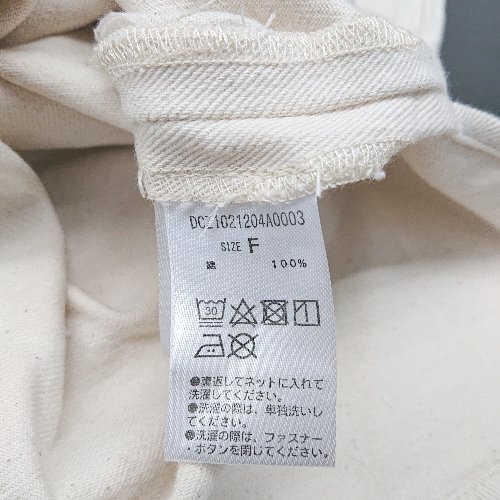 DCZ1021204A0003
SIZE F
綿 100%
30
●裏返してネットに入れて
洗濯してください。
●洗濯の際は、単独洗いし
てください。
●洗濯の際は、ファスナー
・ボタンを閉じてください。